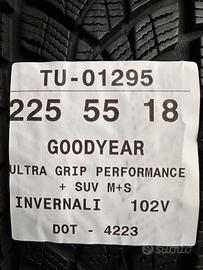 TU-01295
225 55 18
GOODYEAR
ULTRA GRIP PERFORMANCE
+ SUV M+S
INVERNALI 102V
DOT - 4223
subito